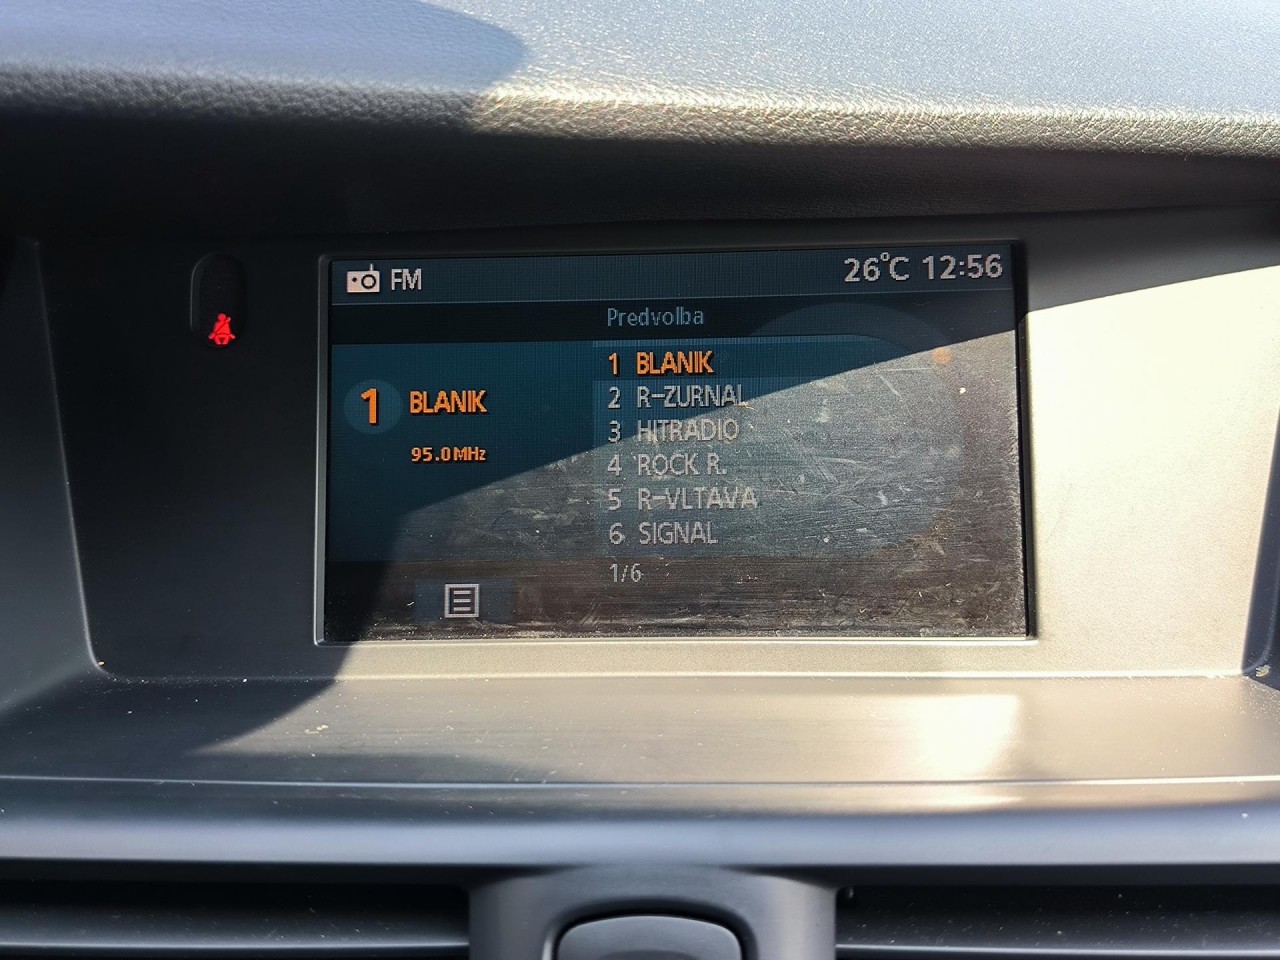 FM
26°C 12:56
Predvolba
1 BLANIK
95.0MHz
1 BLANIK
2 R-ZURNAL
3 HITRADIO
4 ROCK R.
5 R-VLTAVA
6 SIGNAL
1/6